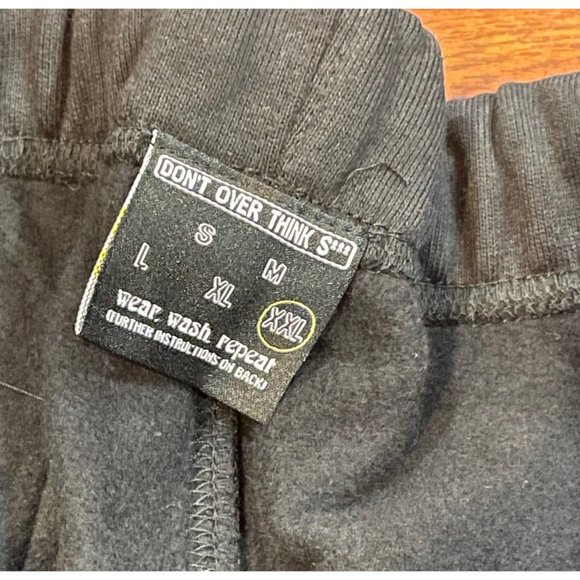 DON'T OVER THINK S***
S
M
L
XL
XXL
wear wash repeat
(FURTHER INSTRUCTIONS ON BACK)